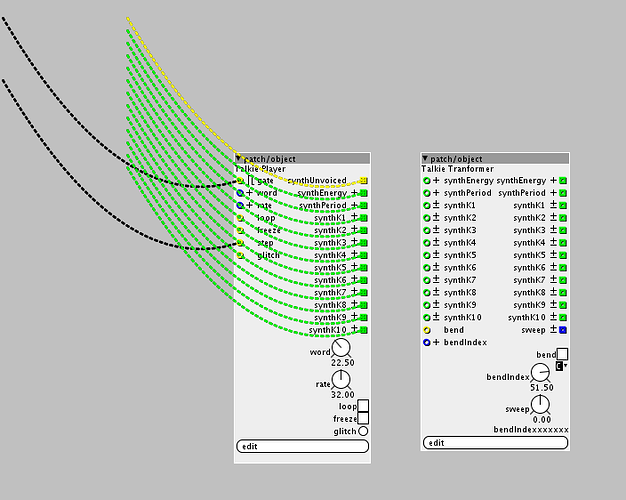 patch/object
Talkie Player
gate synthUnvoiced
word synthEnergy
rate synthPeriod
loop synthK1
freeze synthK2
step synthK3
glitch synthK4
synthK5
synthK6
synthK7
synthK8
synthK9
synthK10
word
22.50
rate
32.00
loop
freeze
glitch
edit
patch/object
Talkie Tranformer
synthEnergy synthEnergy
synthPeriod synthPeriod
synthK1 synthK1
synthK2 synthK2
synthK3 synthK3
synthK4 synthK4
synthK5 synthK5
synthK6 synthK6
synthK7 synthK7
synthK8 synthK8
synthK9 synthK9
synthK10 synthK10
bend sweep
bendIndex
bend
bendIndex
51.50
sweep
0.00
bendIndexxxxxxx
edit